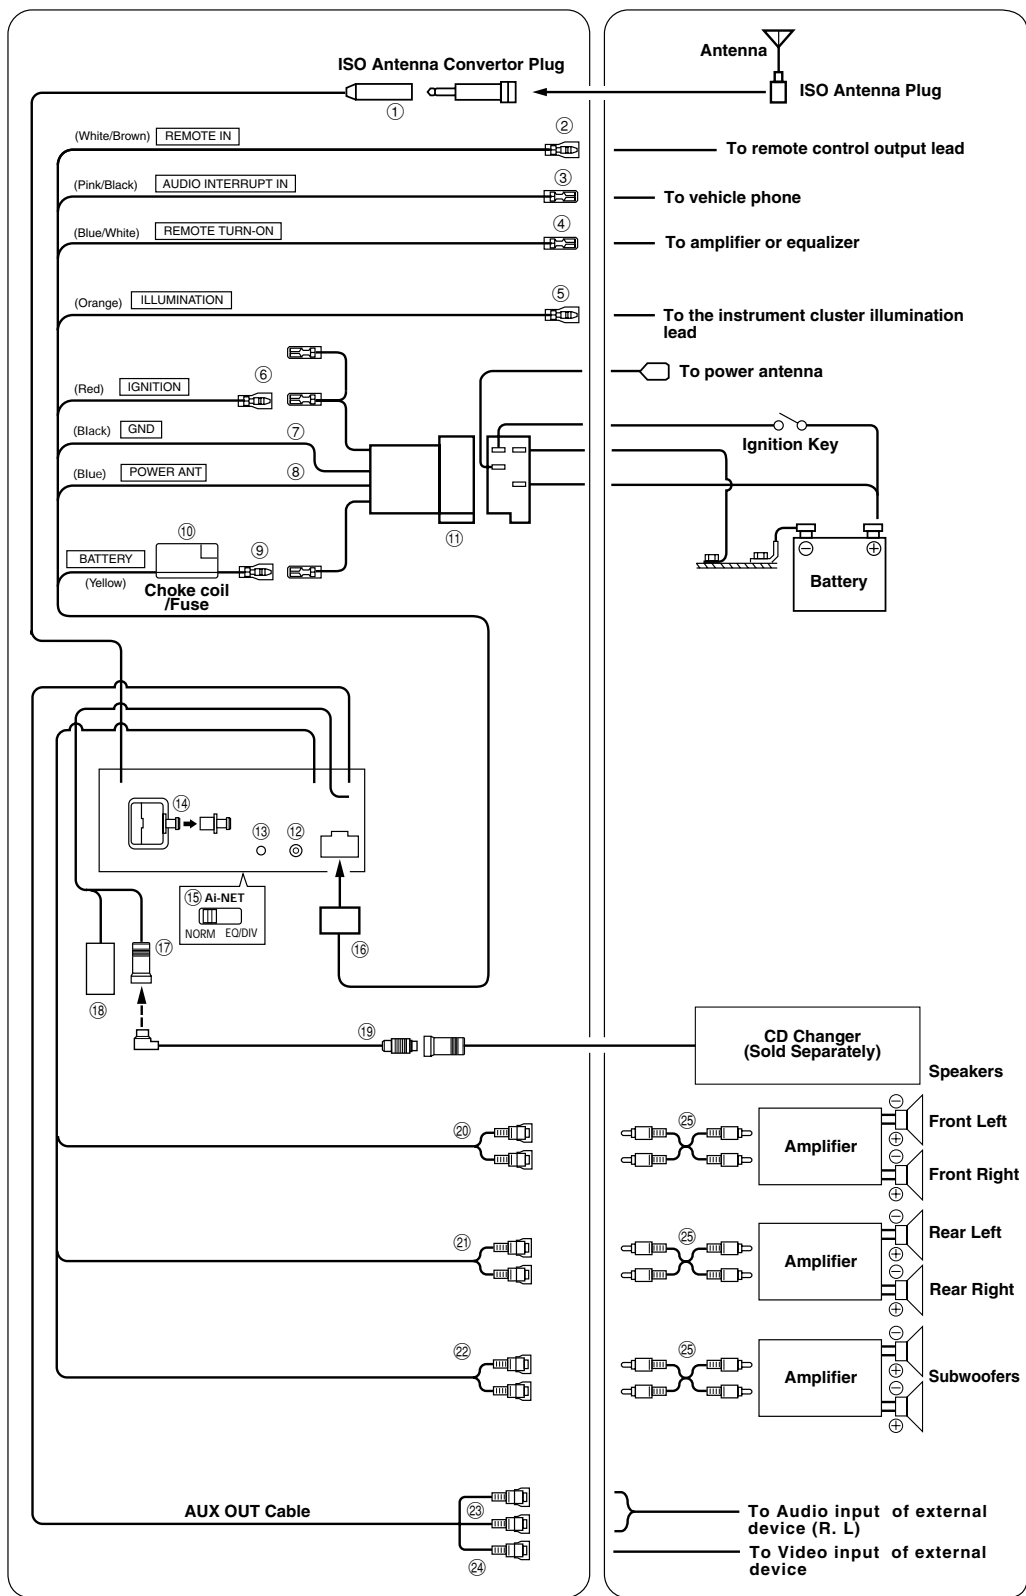 Antenna
ISO Antenna Convertor Plug
ISO Antenna Plug
①
(White/Brown) REMOTE IN
②
To remote control output lead
(Pink/Black) AUDIO INTERRUPT IN
③
To vehicle phone
(Blue/White) REMOTE TURN-ON
④
To amplifier or equalizer
(Orange) ILLUMINATION
⑤
To the instrument cluster illumination
lead
To power antenna
(Red) IGNITION
⑥
Ignition Key
(Black) GND
⑦
(Blue) POWER ANT
⑧
⑪
BATTERY
(Yellow)
⑩
Choke coil
/Fuse
⑨
⊖ ⊕
Battery
⑭
⑬
⑫
⑮ Ai-NET
NORM EQ/DIV
⑯
⑰
⑱
⑲
CD Changer
(Sold Separately)
Speakers
⑳
㉕
Amplifier
⊖
⊕
Front Left
⊖
⊕
Front Right
㉑
㉕
Amplifier
⊖
⊕
Rear Left
⊖
⊕
Rear Right
㉒
㉕
Amplifier
⊖
⊕
Subwoofers
⊖
⊕
AUX OUT Cable
㉓
㉔
To Audio input of external
device (R. L)
To Video input of external
device